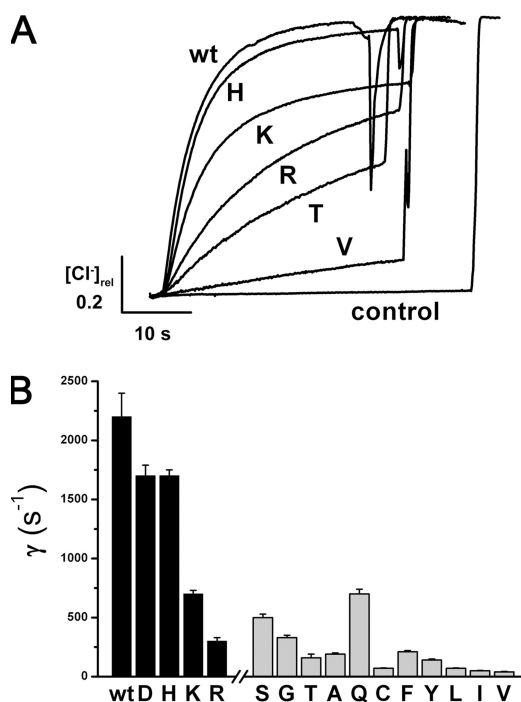 A
wt
H
K
R
T
V
[Cl-]rel
0.2
10 s
control
B
2500
2000
1500
1000
500
0
γ (s-1)
wt D H K R S G T A Q C F Y L I V